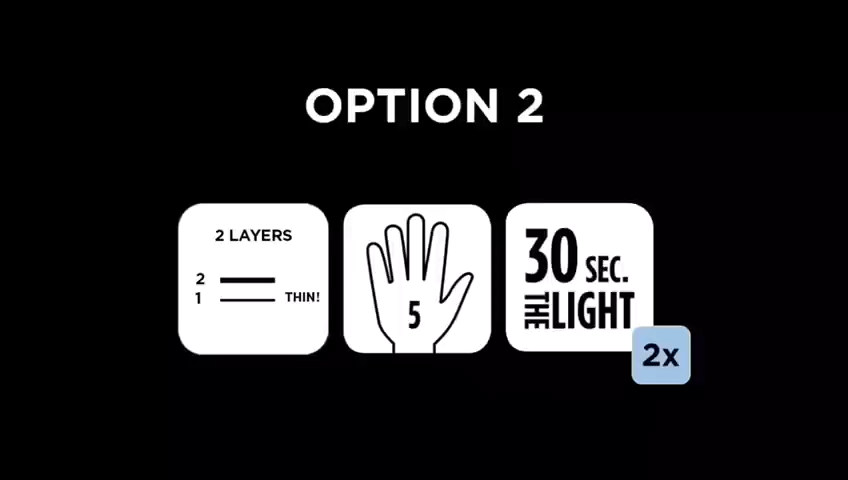 OPTION 2
2 LAYERS
2
1 THIN!
5
30 SEC.
THE LIGHT
2x